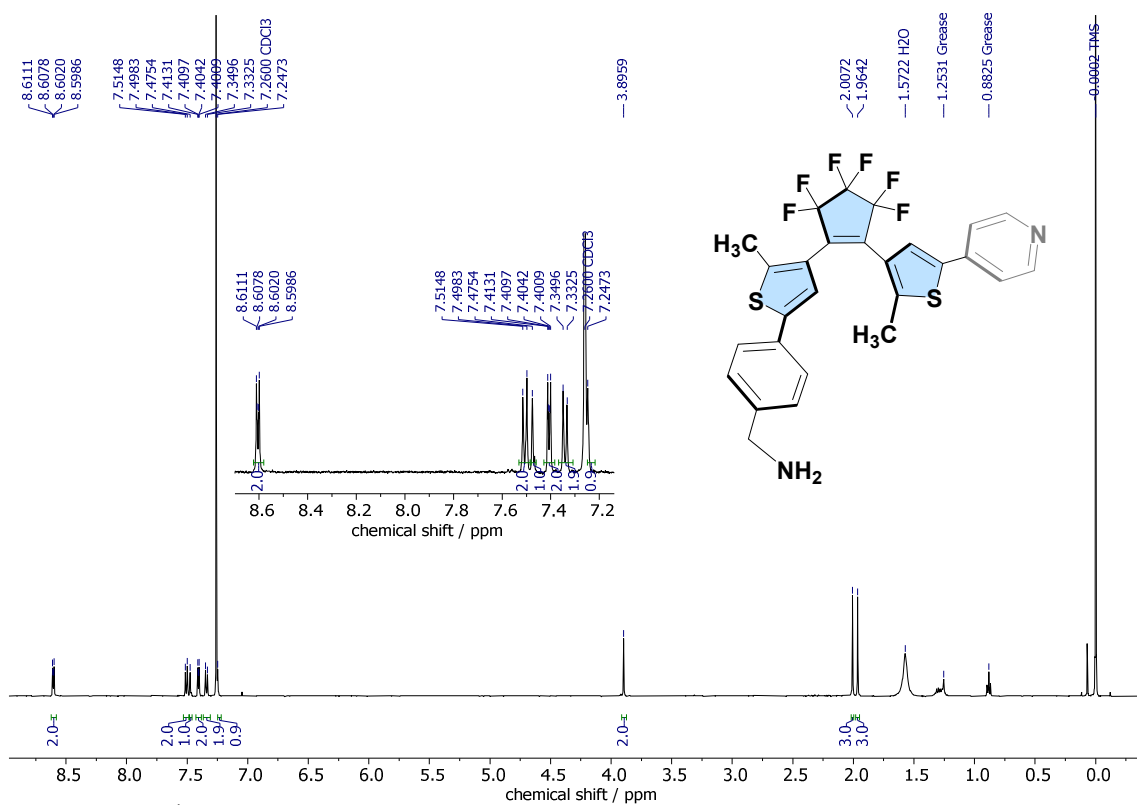 8.6111
8.6078
8.6020
8.5986
7.5148
7.4983
7.4754
7.4131
7.4097
7.4042
7.4009
7.3496
7.3325
7.2600 CDCl3
7.2473
3.8959
2.0072
1.9642
1.5722 H2O
1.2531 Grease
0.8825 Grease
-0.0002 TMS
F F
F F
F F
H3C
N
S
S
H3C
NH2
8.6111
8.6078
8.6020
8.5986
7.5148
7.4983
7.4754
7.4131
7.4097
7.4042
7.4009
7.3496
7.3325
7.2600 CDCl3
7.2473
2.0
2.0
1.0
2.0
1.9
0.9
8.6 8.4 8.2 8.0 7.8 7.6 7.4 7.2
chemical shift / ppm
2.0
2.0
1.0
2.0
1.9
0.9
2.0
3.0
3.0
8.5 8.0 7.5 7.0 6.5 6.0 5.5 5.0 4.5 4.0 3.5 3.0 2.5 2.0 1.5 1.0 0.5 0.0
chemical shift / ppm